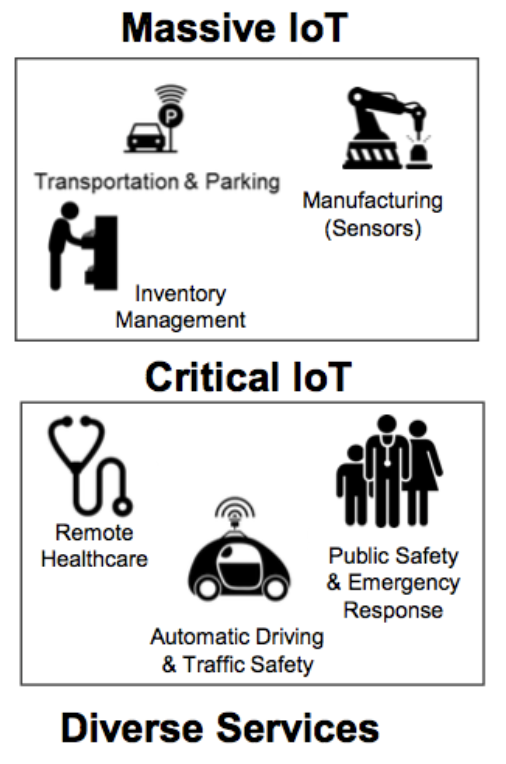 Massive IoT
P
Transportation & Parking
Manufacturing
(Sensors)
Inventory
Management
Critical IoT
Remote
Healthcare
Automatic Driving
& Traffic Safety
Public Safety
& Emergency
Response
Diverse Services